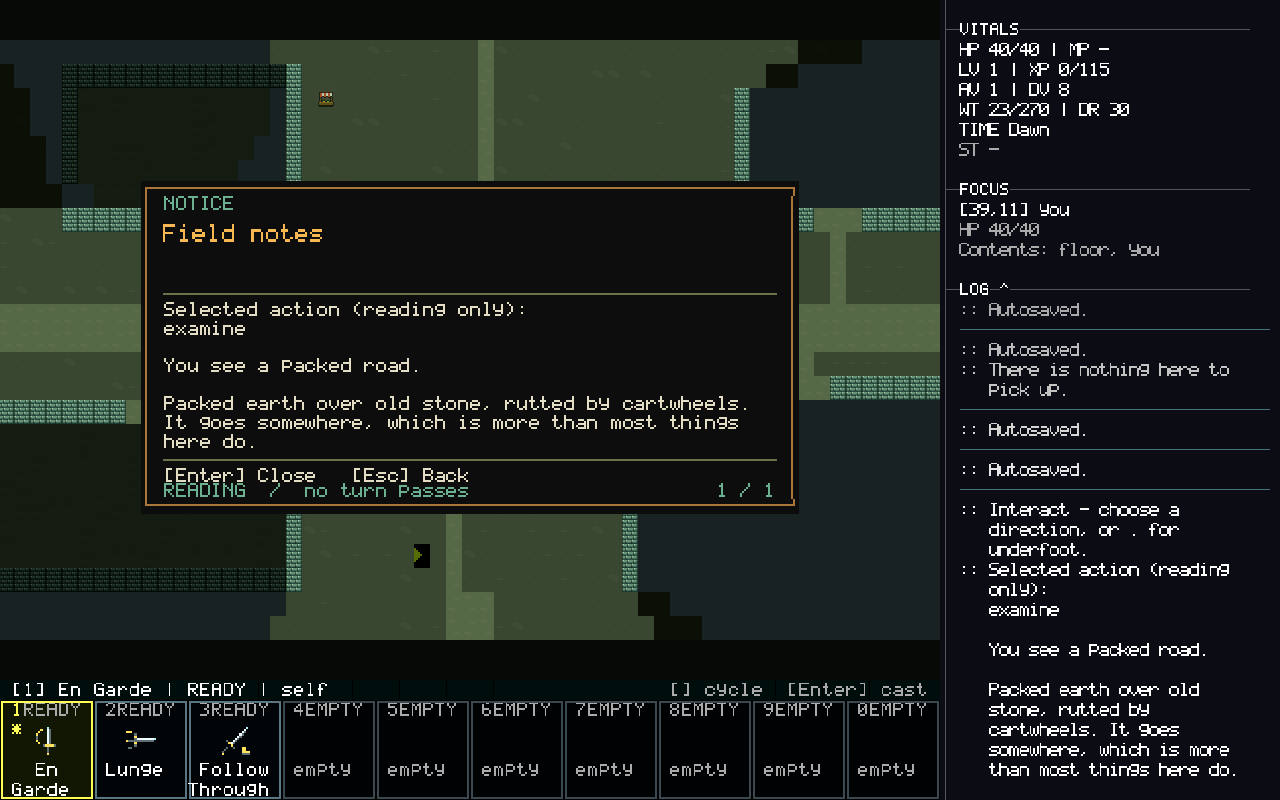 NOTICE
Field notes
Selected action (reading only):
examine
You see a Packed road.
Packed earth over old stone, rutted by cartwheels.
It goes somewhere, which is more than most things
here do.
[Enter] Close [Esc] Back
READING / no turn Passes 1 / 1
[1] En Garde | READY | self [] cycle [Enter] cast
1READY 2READY 3READY 4EMPTY 5EMPTY 6EMPTY 7EMPTY 8EMPTY 9EMPTY 0EMPTY
*
En Garde
Lunge
Follow Through
empty empty empty empty empty empty empty
VITALS
HP 40/40 | MP -
LV 1 | XP 0/115
AV 1 | DV 8
WT 23/270 | DR 30
TIME Dawn
ST -
FOCUS
[39,11] You
HP 40/40
Contents: floor, You
LOG ^
:: Autosaved.
:: Autosaved.
:: There is nothing here to
Pick uP.
:: Autosaved.
:: Autosaved.
:: Interact - choose a
direction, or . for
underfoot.
:: Selected action (reading
only):
examine
You see a Packed road.
Packed earth over old
stone, rutted by
cartwheels. It goes
somewhere, which is more
than most things here do.